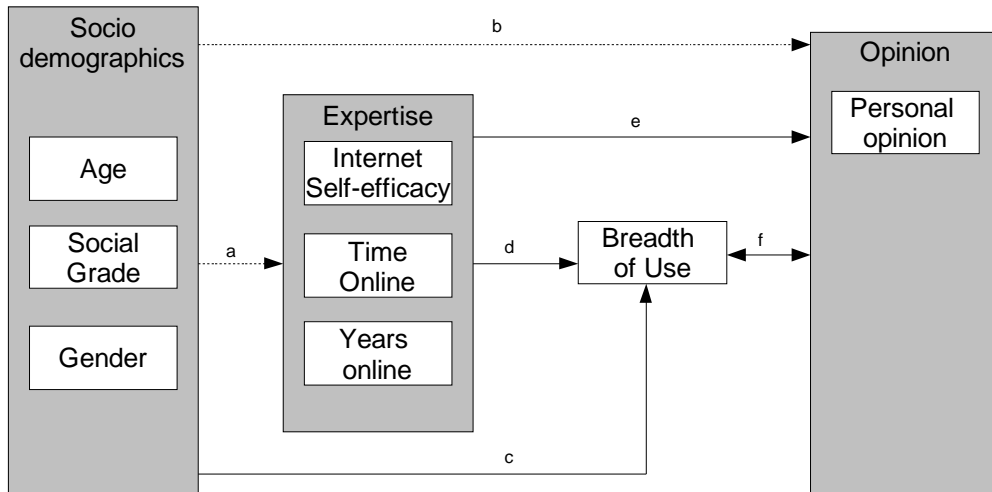 Socio
demographics
Age
Social
Grade
Gender
a
b
c
Expertise
Internet
Self-efficacy
Time
Online
Years
online
d
e
Breadth
of Use
f
Opinion
Personal
opinion